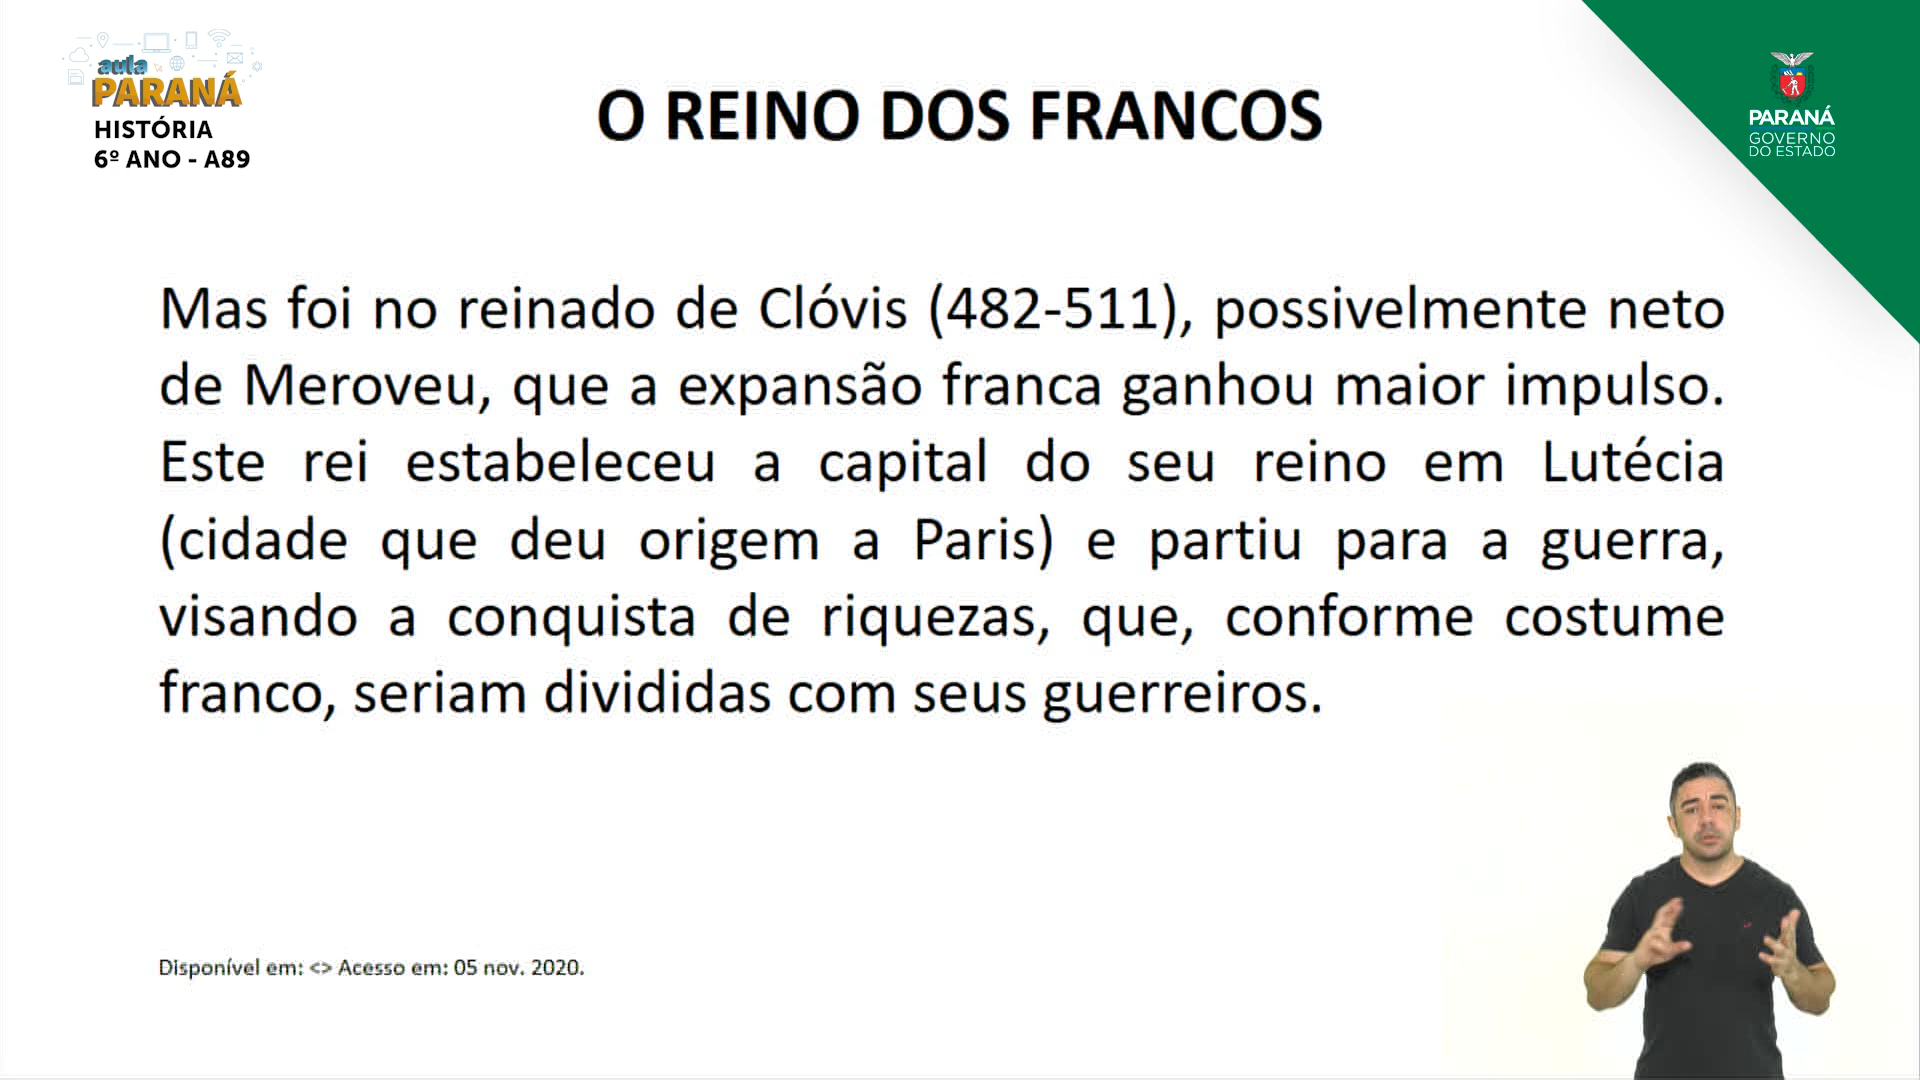 aula
PARANÁ
HISTÓRIA
6º ANO - A89
O REINO DOS FRANCOS
PARANÁ
GOVERNO
DO ESTADO
Mas foi no reinado de Clóvis (482-511), possivelmente neto
de Meroveu, que a expansão franca ganhou maior impulso.
Este rei estabeleceu a capital do seu reino em Lutécia
(cidade que deu origem a Paris) e partiu para a guerra,
visando a conquista de riquezas, que, conforme costume
franco, seriam divididas com seus guerreiros.
Disponível em: <> Acesso em: 05 nov. 2020.